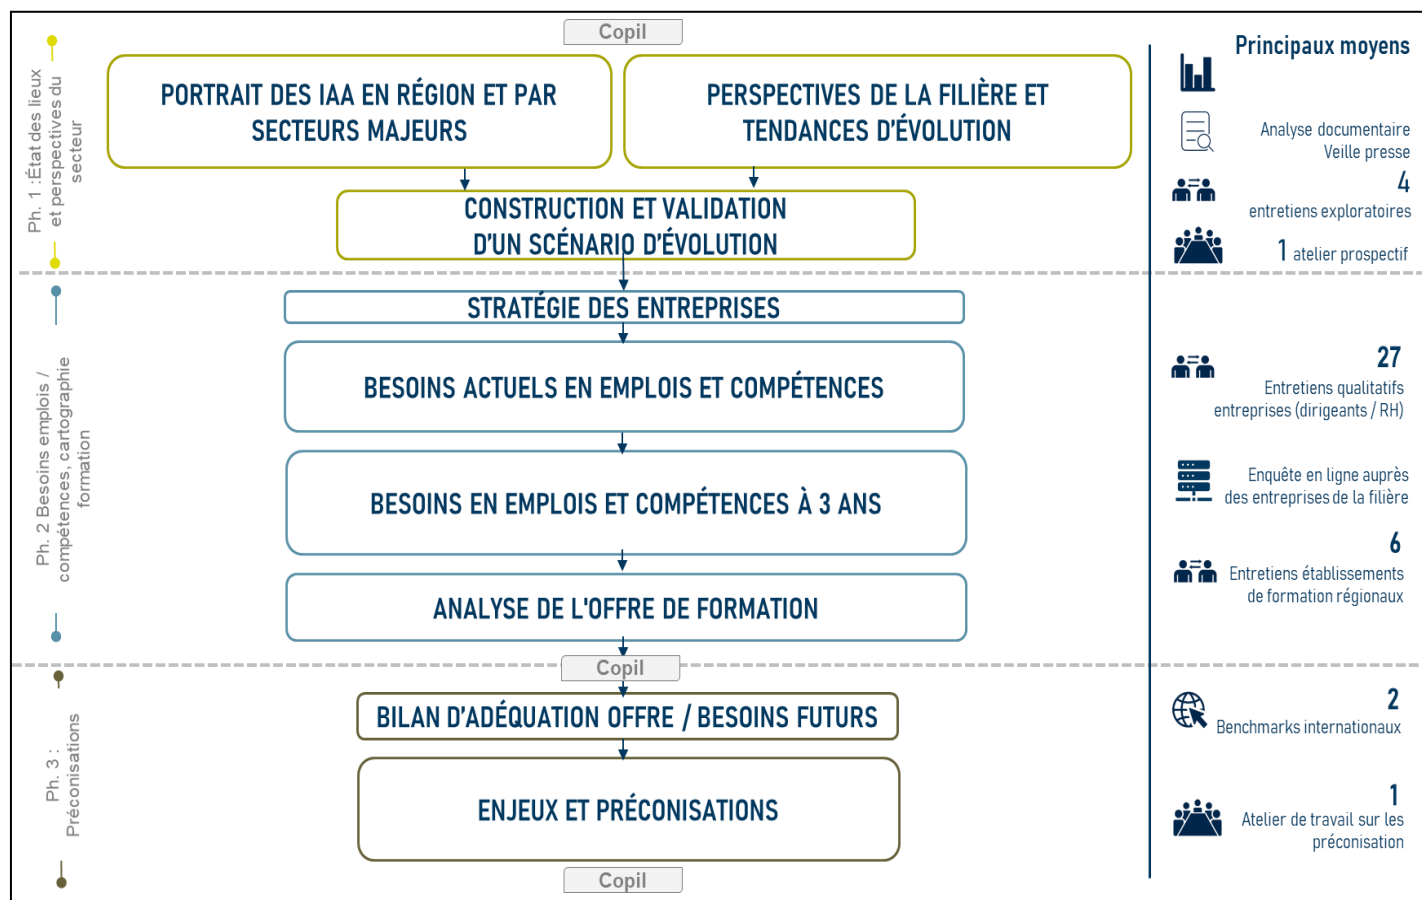 Copil
Ph. 1 : État des lieux
et perspectives du
secteur
PORTRAIT DES IAA EN RÉGION ET PAR
SECTEURS MAJEURS
PERSPECTIVES DE LA FILIÈRE ET
TENDANCES D'ÉVOLUTION
CONSTRUCTION ET VALIDATION
D'UN SCÉNARIO D'ÉVOLUTION
Principaux moyens
Analyse documentaire
Veille presse
4
entretiens exploratoires
1 atelier prospectif
Ph. 2 Besoins emplois /
compétences, cartographie
formation
STRATÉGIE DES ENTREPRISES
BESOINS ACTUELS EN EMPLOIS ET COMPÉTENCES
BESOINS EN EMPLOIS ET COMPÉTENCES À 3 ANS
ANALYSE DE L'OFFRE DE FORMATION
27
Entretiens qualitatifs
entreprises (dirigeants / RH)
Enquête en ligne auprès
des entreprises de la filière
6
Entretiens établissements
de formation régionaux
Copil
Ph. 3 :
Préconisations
BILAN D'ADÉQUATION OFFRE / BESOINS FUTURS
ENJEUX ET PRÉCONISATIONS
2
Benchmarks internationaux
1
Atelier de travail sur les
préconisation
Copil